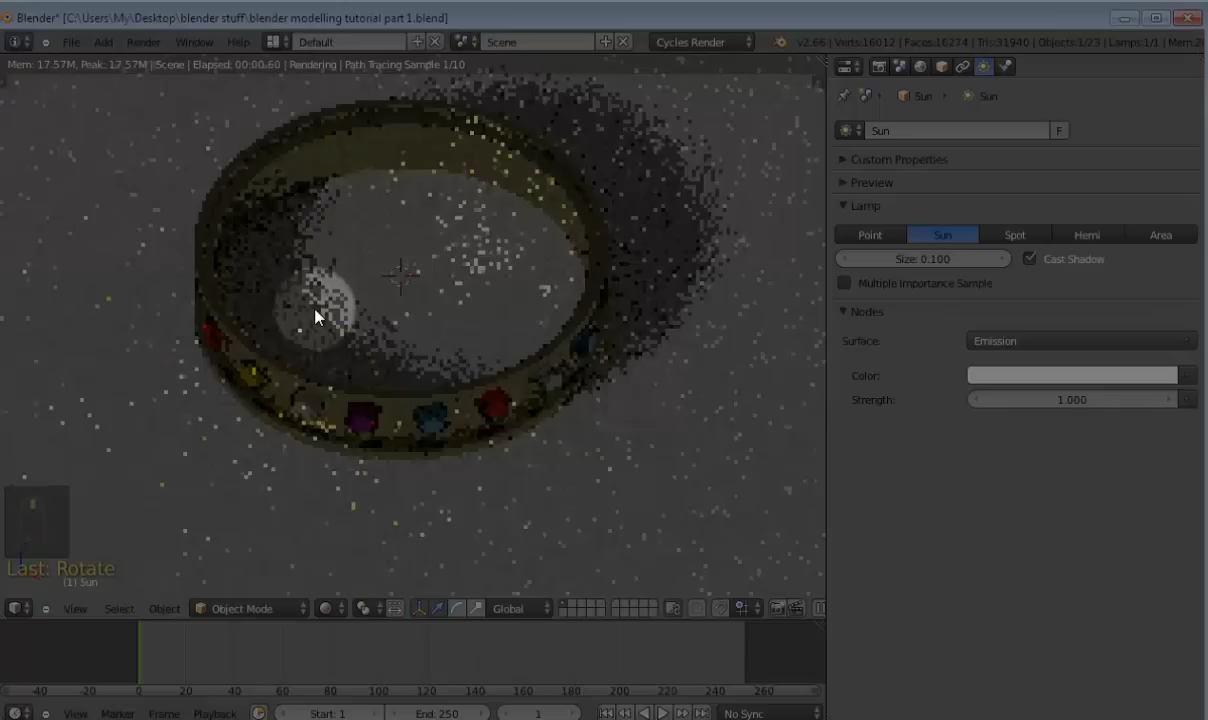 Blender* [C:\Users\My\Desktop\blender stuff\blender modelling tutorial part 1.blend]
File Add Render Window Help Default Scene Cycles Render v2.66 | Verts:16012 | Faces:16274 | Tris:31940 | Objects:1/23 | Lamps:1/1 |
Mem: 17.57M, Peak: 17.57M | Scene | Elapsed: 00:00.60 | Rendering | Path Tracing Sample 1/10
Sun Sun
Sun F
Custom Properties
Preview
Lamp
Point Sun Spot Hemi Area
Size: 0.100 Cast Shadow
Multiple Importance Sample
Nodes
Surface: Emission
Color:
Strength: 1.000
Last: Rotate
(1) Sun
View Select Object Object Mode Global
-40 -20 0 20 40 60 80 100 120 140 160 180 200 220 240 260
View Marker Frame Playback Start: 1 End: 250 1 No Sync